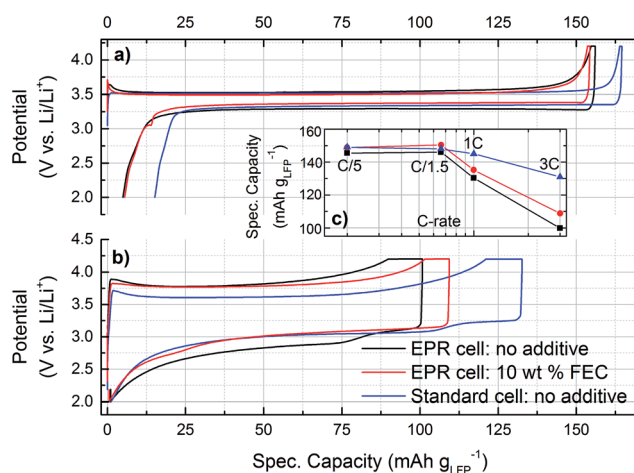 0 25 50 75 100 125 150
a)
4.0
3.5
3.0
2.5
2.0
Potential
(V vs. Li/Li⁺)
160
140
120
100
Spec. Capacity
(mAh g_LFP⁻¹)
C/5
C/1.5
1C
3C
c)
C-rate
b)
4.5
4.0
3.5
3.0
2.5
2.0
Potential
(V vs. Li/Li⁺)
EPR cell: no additive
EPR cell: 10 wt % FEC
Standard cell: no additive
0 25 50 75 100 125 150
Spec. Capacity (mAh g_LFP⁻¹)